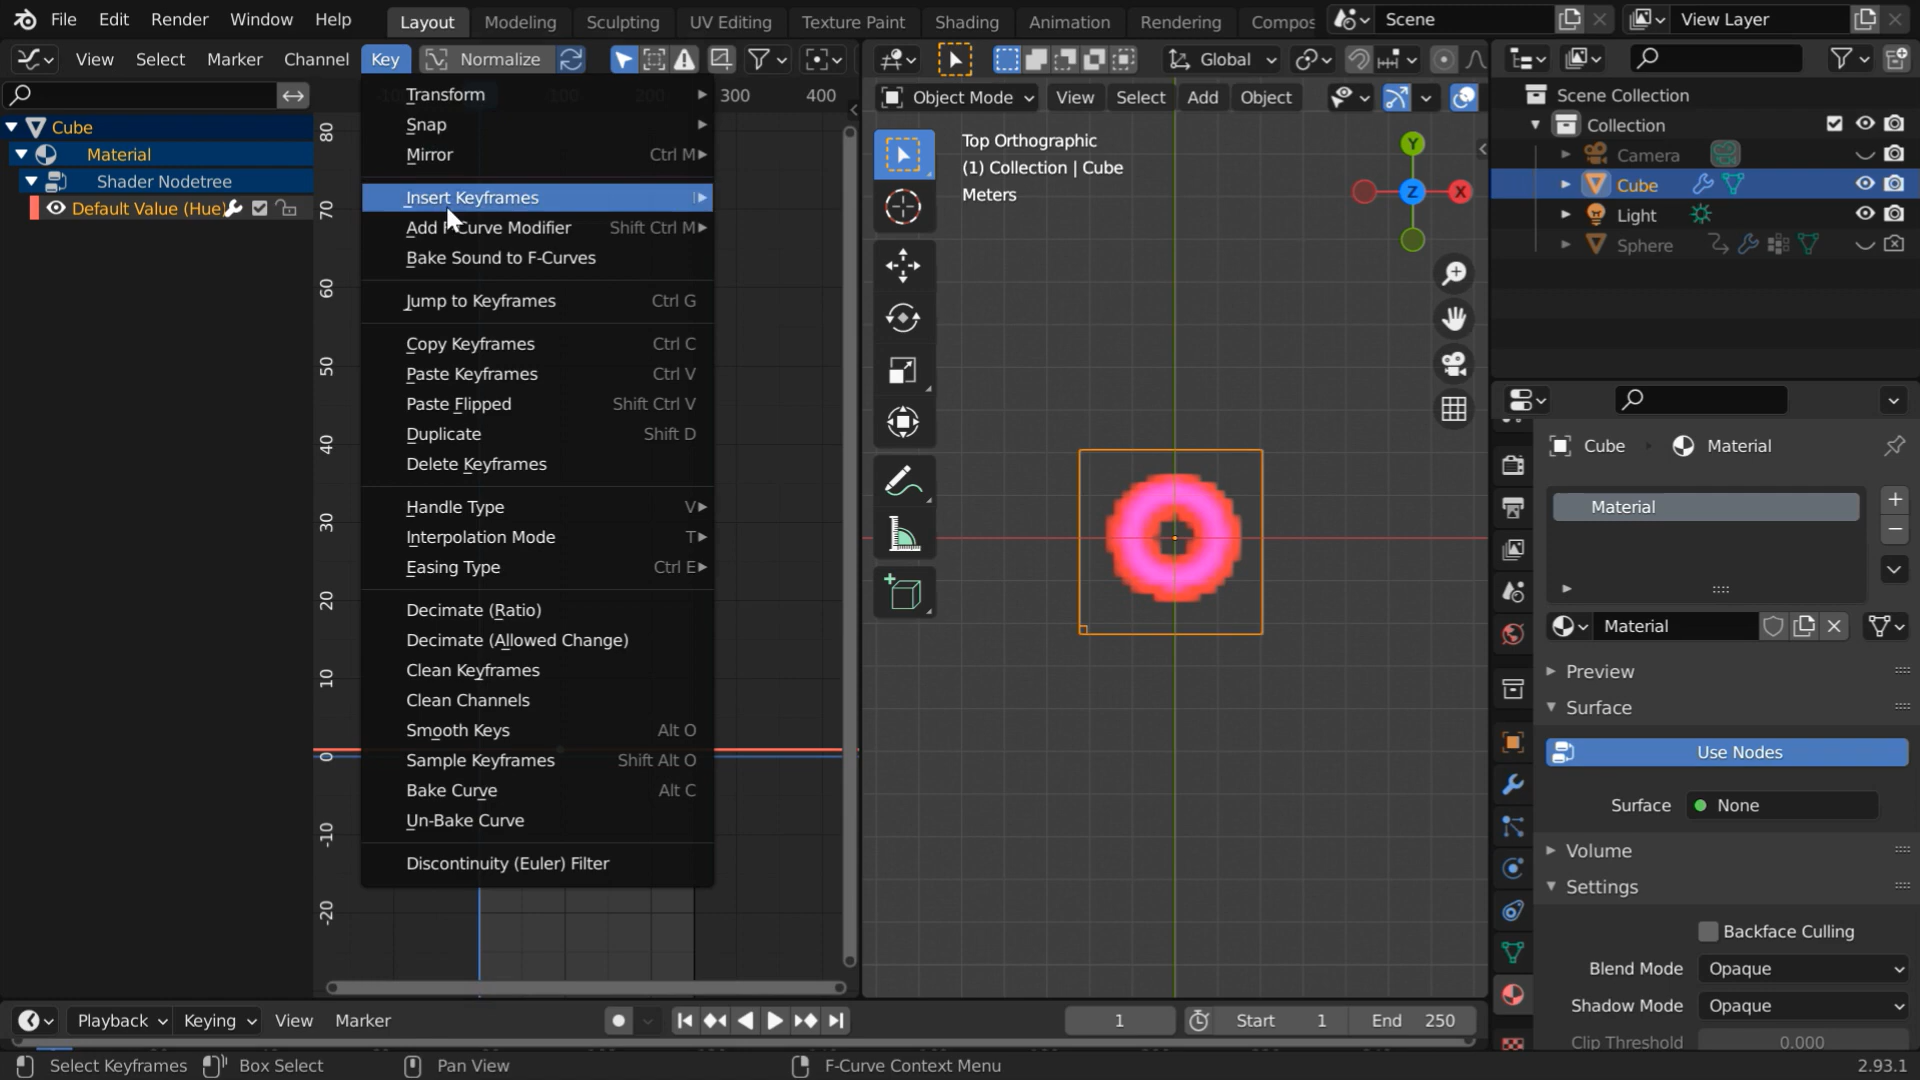 File Edit Render Window Help Layout Modeling Sculpting UV Editing Texture Paint Shading Animation Rendering Compos Scene View Layer
View Select Marker Channel Key Normalize Global
Object Mode View Select Add Object
Cube
Material
Shader Nodetree
Default Value (Hue)
Transform
Snap
Mirror Ctrl M
Insert Keyframes
Add F-Curve Modifier Shift Ctrl M
Bake Sound to F-Curves
Jump to Keyframes Ctrl G
Copy Keyframes Ctrl C
Paste Keyframes Ctrl V
Paste Flipped Shift Ctrl V
Duplicate Shift D
Delete Keyframes
Handle Type V
Interpolation Mode T
Easing Type Ctrl E
Decimate (Ratio)
Decimate (Allowed Change)
Clean Keyframes
Clean Channels
Smooth Keys Alt O
Sample Keyframes Shift Alt O
Bake Curve Alt C
Un-Bake Curve
Discontinuity (Euler) Filter
100 200 300 400
80
70
60
50
40
30
20
10
0
-10
-20
Top Orthographic
(1) Collection | Cube
Meters
Y
Z
X
Scene Collection
Collection
Camera
Cube
Light
Sphere
Cube Material
Material
Material
Preview
Surface
Use Nodes
Surface None
Volume
Settings
Backface Culling
Blend Mode Opaque
Shadow Mode Opaque
Clip Threshold 0.000
Playback Keying View Marker 1 Start 1 End 250
Select Keyframes Box Select Pan View F-Curve Context Menu 2.93.1